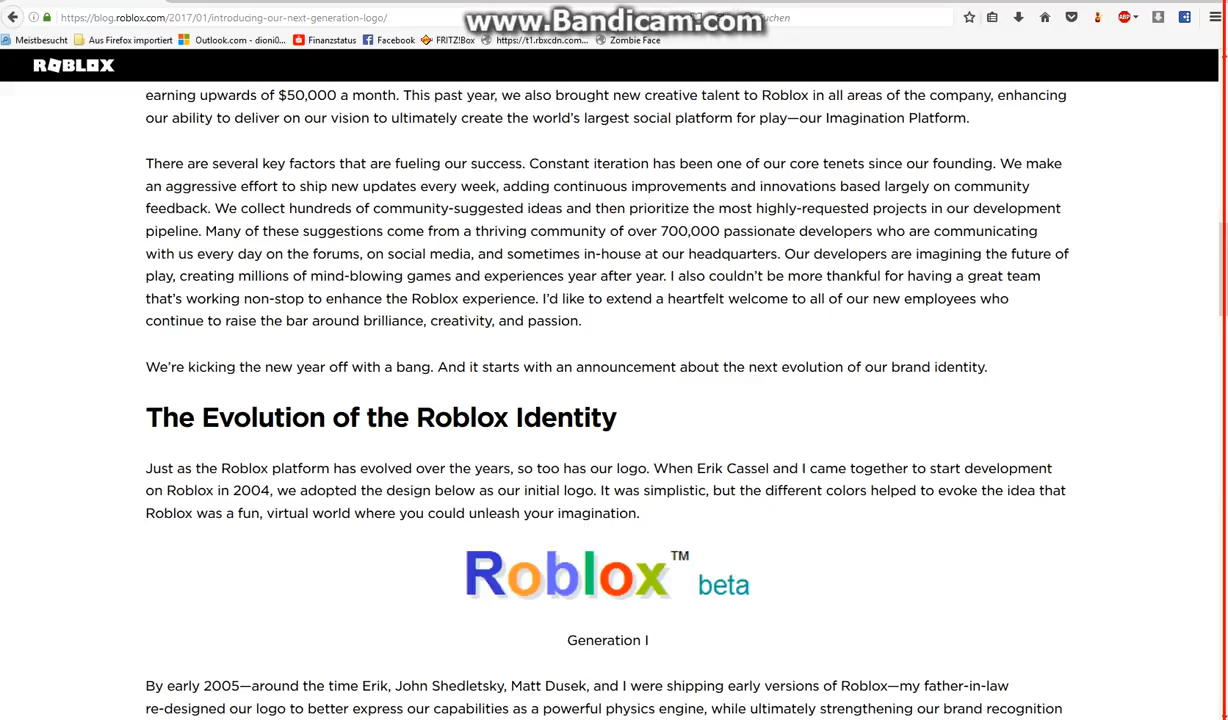 https://blog.roblox.com/2017/01/introducing-our-next-generation-logo/
www.Bandicam.com
Meistbesucht Aus Firefox importiert Outlook.com - dioni0... Finanzstatus Facebook FRITZ!Box https://t1.rbxcdn.com... Zombie Face
ROBLOX
earning upwards of $50,000 a month. This past year, we also brought new creative talent to Roblox in all areas of the company, enhancing
our ability to deliver on our vision to ultimately create the world's largest social platform for play—our Imagination Platform.
There are several key factors that are fueling our success. Constant iteration has been one of our core tenets since our founding. We make
an aggressive effort to ship new updates every week, adding continuous improvements and innovations based largely on community
feedback. We collect hundreds of community-suggested ideas and then prioritize the most highly-requested projects in our development
pipeline. Many of these suggestions come from a thriving community of over 700,000 passionate developers who are communicating
with us every day on the forums, on social media, and sometimes in-house at our headquarters. Our developers are imagining the future of
play, creating millions of mind-blowing games and experiences year after year. I also couldn't be more thankful for having a great team
that's working non-stop to enhance the Roblox experience. I'd like to extend a heartfelt welcome to all of our new employees who
continue to raise the bar around brilliance, creativity, and passion.
We're kicking the new year off with a bang. And it starts with an announcement about the next evolution of our brand identity.
The Evolution of the Roblox Identity
Just as the Roblox platform has evolved over the years, so too has our logo. When Erik Cassel and I came together to start development
on Roblox in 2004, we adopted the design below as our initial logo. It was simplistic, but the different colors helped to evoke the idea that
Roblox was a fun, virtual world where you could unleash your imagination.
Roblox™ beta
Generation I
By early 2005—around the time Erik, John Shedletsky, Matt Dusek, and I were shipping early versions of Roblox—my father-in-law
re-designed our logo to better express our capabilities as a powerful physics engine, while ultimately strengthening our brand recognition